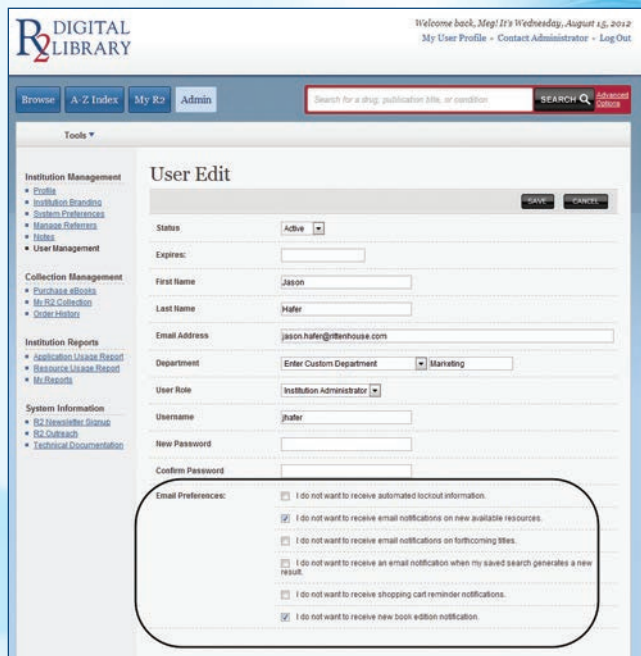 R2 DIGITAL
LIBRARY
Welcome back, Meg! It's Wednesday, August 15, 2012
My User Profile - Contact Administrator - Log Out
Browse A-Z Index My R2 Admin
Search for a drug, publication title, or condition
SEARCH
Advanced
Options
Tools
Institution Management
Profile
Institution Branding
System Preferences
Manage Referrers
Notes
User Management
Collection Management
Purchase eBooks
My R2 Collection
Order History
Institution Reports
Application Usage Report
Resource Usage Report
My Reports
System Information
R2 Newsletter Signup
R2 Outreach
Technical Documentation
User Edit
SAVE CANCEL
Status Active
Expires:
First Name Jason
Last Name Hafer
Email Address jason.hafer@rittenhouse.com
Department Enter Custom Department Marketing
User Role Institution Administrator
Username jhafer
New Password
Confirm Password
Email Preferences: I do not want to receive automated lockout information.
I do not want to receive email notifications on new available resources.
I do not want to receive email notifications on forthcoming titles.
I do not want to receive an email notification when my saved search generates a new
result.
I do not want to receive shopping cart reminder notifications.
I do not want to receive new book edition notification.